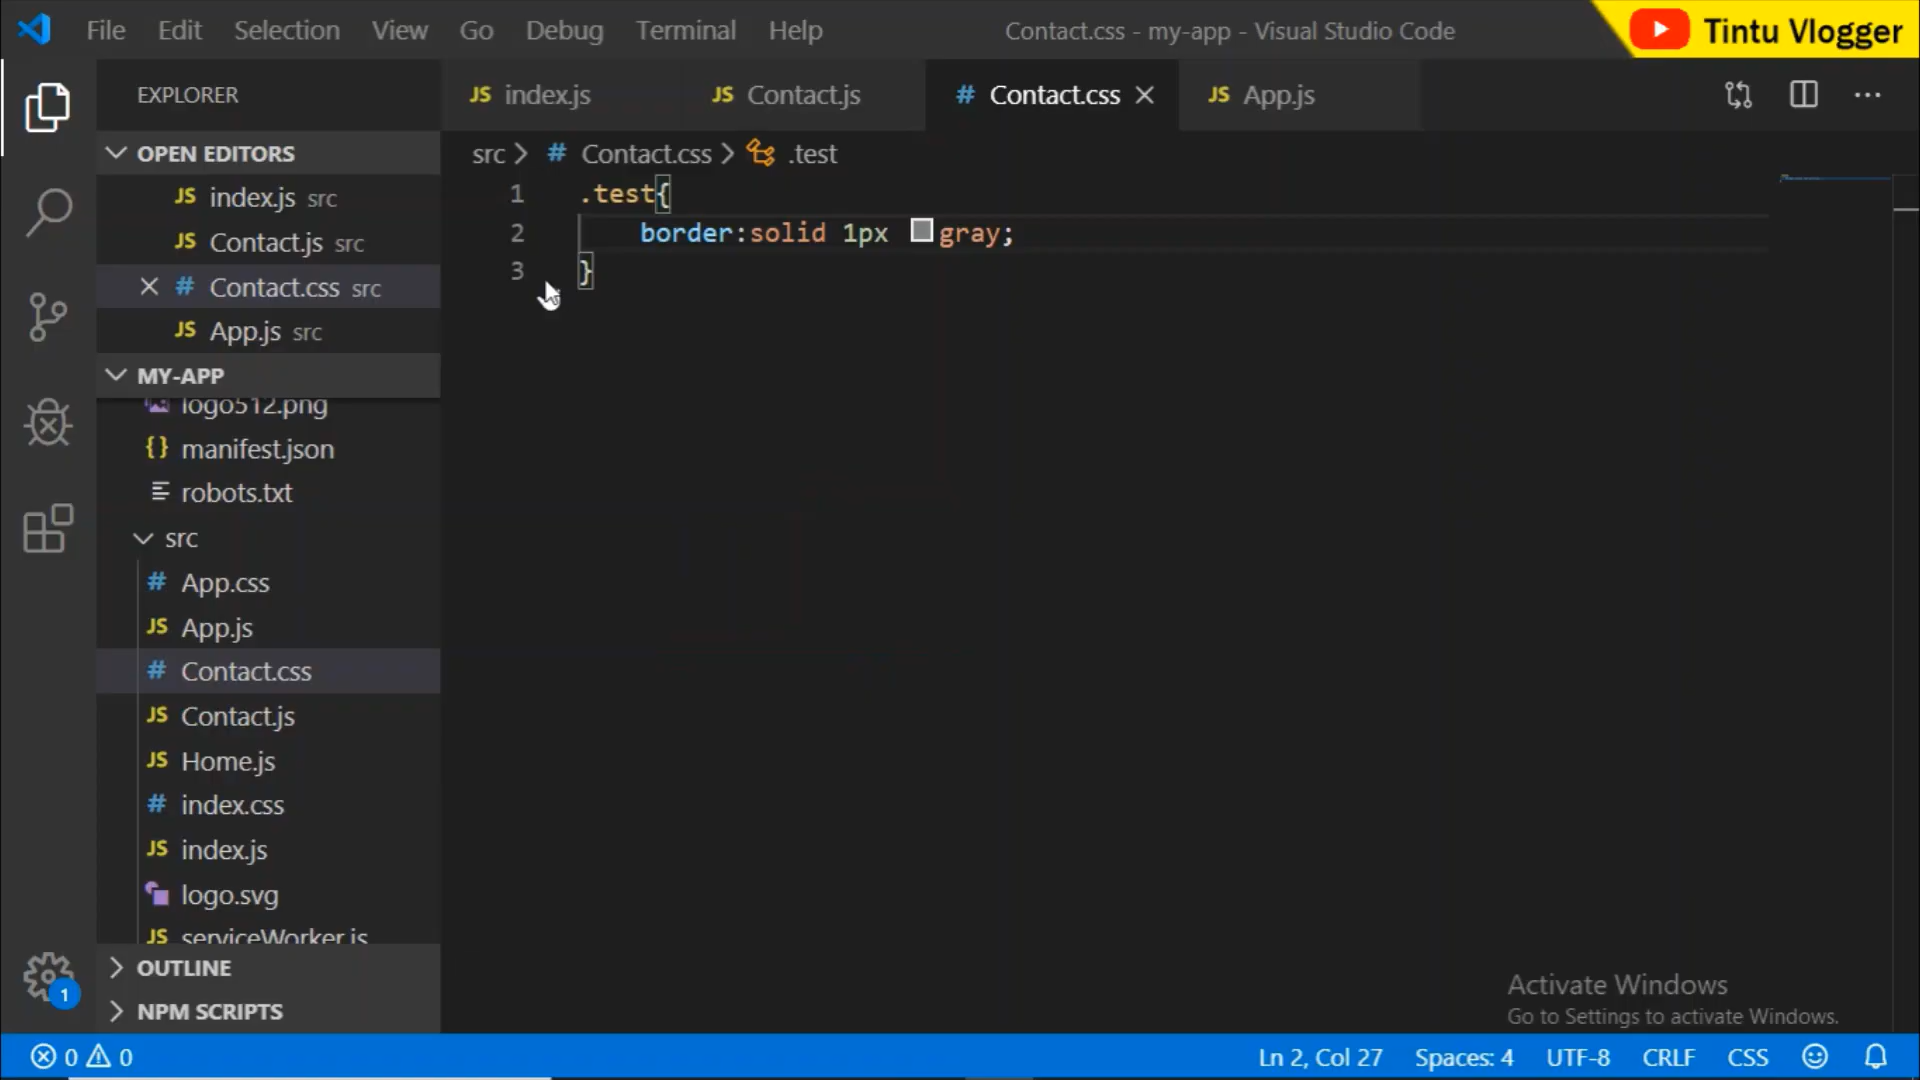 File Edit Selection View Go Debug Terminal Help Contact.css - my-app - Visual Studio Code Tintu Vlogger
EXPLORER
JS index.js JS Contact.js # Contact.css JS App.js
OPEN EDITORS
JS index.js src
JS Contact.js src
# Contact.css src
JS App.js src
MY-APP
logo512.png
{} manifest.json
robots.txt
src
# App.css
JS App.js
# Contact.css
JS Contact.js
JS Home.js
# index.css
JS index.js
logo.svg
JS serviceWorker.js
OUTLINE
NPM SCRIPTS
1
src > # Contact.css > .test
1 .test{
2 border:solid 1px gray;
3 }
Activate Windows
Go to Settings to activate Windows.
0 0 Ln 2, Col 27 Spaces: 4 UTF-8 CRLF CSS